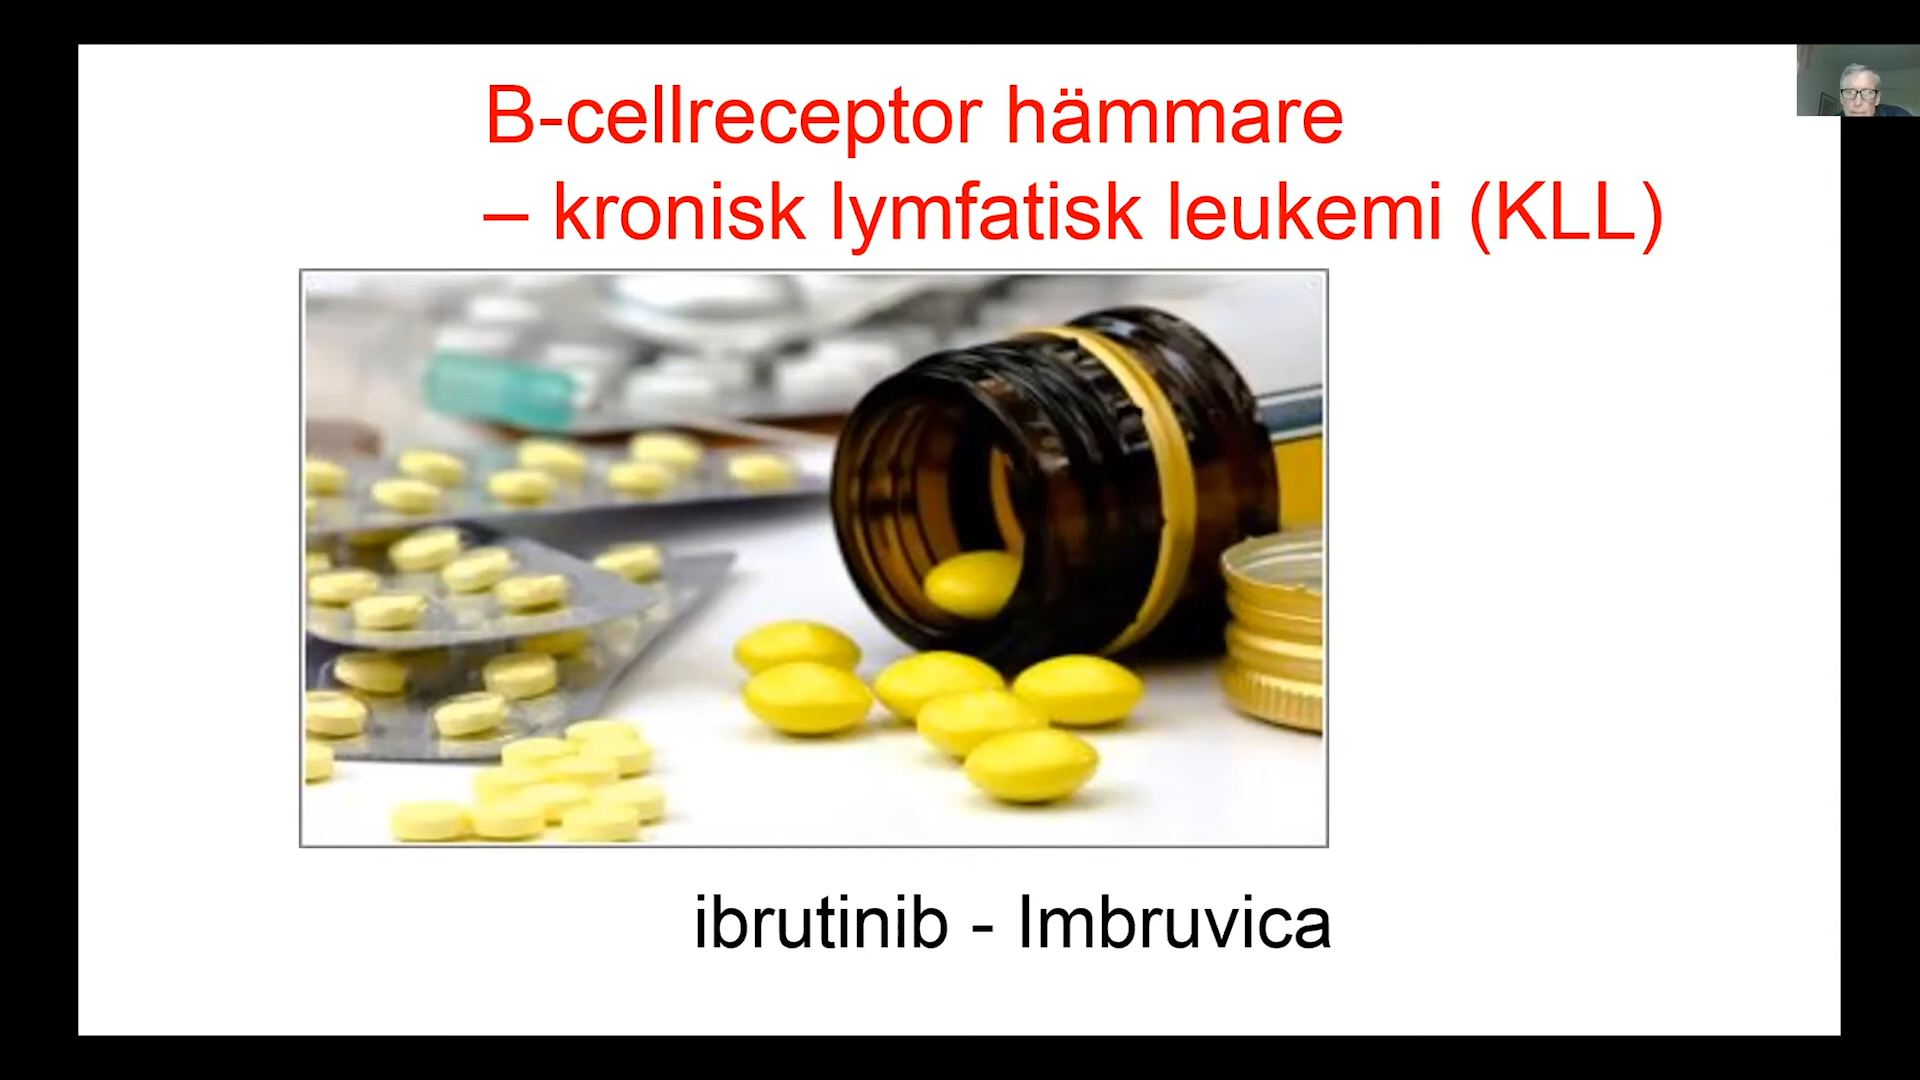 B-cellreceptor hämmare
– kronisk lymfatisk leukemi (KLL)
ibrutinib - Imbruvica